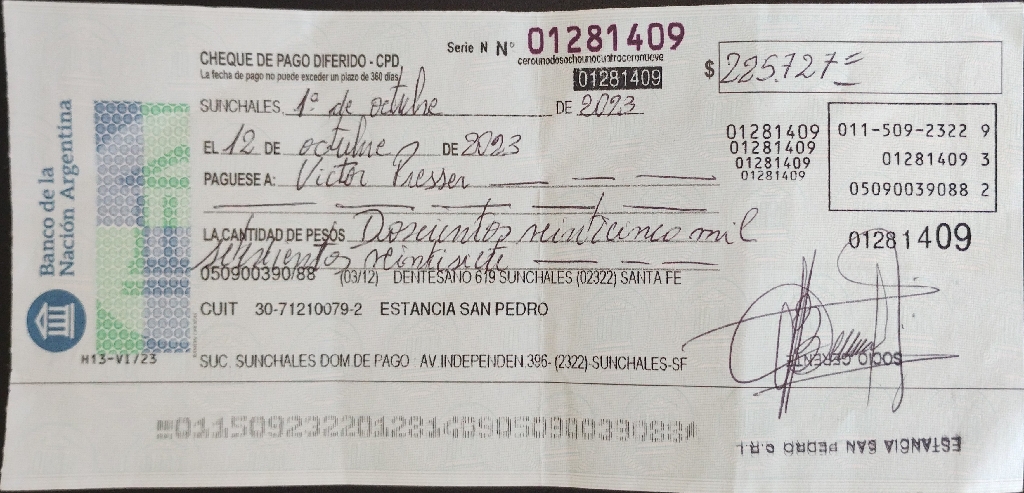 Serie N Nº 01281409
cerounodosochounocuatroceronueve
01281409
CHEQUE DE PAGO DIFERIDO - CPD
La fecha de pago no puede exceder un plazo de 360 días
$ 225.727=
SUNCHALES, 1º de octubre DE 2023
EL 12 DE octubre DE 2023
PAGUESE A: Victor Presser
LA CANTIDAD DE PESOS Doscientos veinticinco mil
setecientos veintisiete
050900390/88 (03/12) DENTESANO 619 SUNCHALES (02322) SANTA FE
CUIT 30-71210079-2 ESTANCIA SAN PEDRO
SUC. SUNCHALES DOM.DE PAGO AV.INDEPENDEN.396- (2322)-SUNCHALES-SF
Banco de la
Nación Argentina
H13-VI/23
01281409
01281409
01281409
01281409
011-509-2322 9
01281409 3
05090039088 2
01281409
SOCIO GERENTE
ESTANCIA SAN PEDRO S.R.L.
0115092322012814090509003908